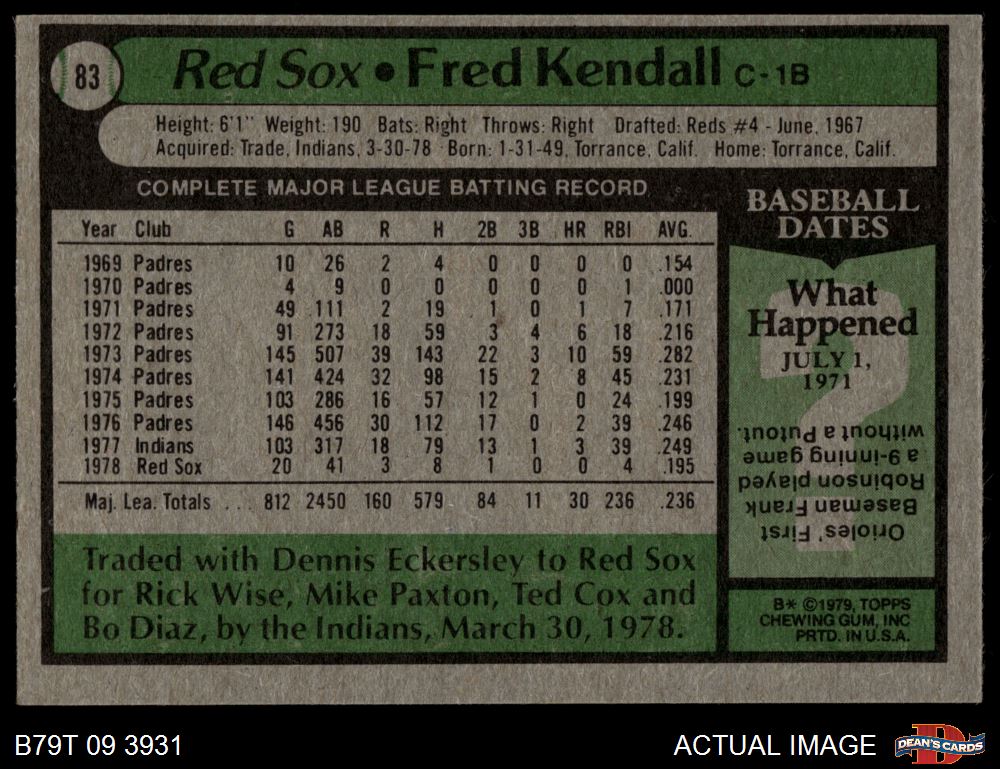 83
Red Sox • Fred Kendall C-1B
Height: 6'1" Weight: 190 Bats: Right Throws: Right Drafted: Reds #4 - June, 1967
Acquired: Trade, Indians, 3-30-78 Born: 1-31-49, Torrance, Calif. Home: Torrance, Calif.
COMPLETE MAJOR LEAGUE BATTING RECORD
Year Club G AB R H 2B 3B HR RBI AVG.
1969 Padres 10 26 2 4 0 0 0 0 .154
1970 Padres 4 9 0 0 0 0 0 1 .000
1971 Padres 49 111 2 19 1 0 1 7 .171
1972 Padres 91 273 18 59 3 4 6 18 .216
1973 Padres 145 507 39 143 22 3 10 59 .282
1974 Padres 141 424 32 98 15 2 8 45 .231
1975 Padres 103 286 16 57 12 1 0 24 .199
1976 Padres 146 456 30 112 17 0 2 39 .246
1977 Indians 103 317 18 79 13 1 3 39 .249
1978 Red Sox 20 41 3 8 1 0 0 4 .195
Maj. Lea. Totals . . . 812 2450 160 579 84 11 30 236 .236
Traded with Dennis Eckersley to Red Sox
for Rick Wise, Mike Paxton, Ted Cox and
Bo Diaz, by the Indians, March 30, 1978.
BASEBALL
DATES
What
Happened
JULY 1,
1971
?
Orioles' First
Baseman Frank
Robinson played
a 9-inning game
without a Putout.
B* ©1979, TOPPS
CHEWING GUM, INC
PRTD. IN U.S.A.
B79T 09 3931
ACTUAL IMAGE
D
DEAN'S CARDS